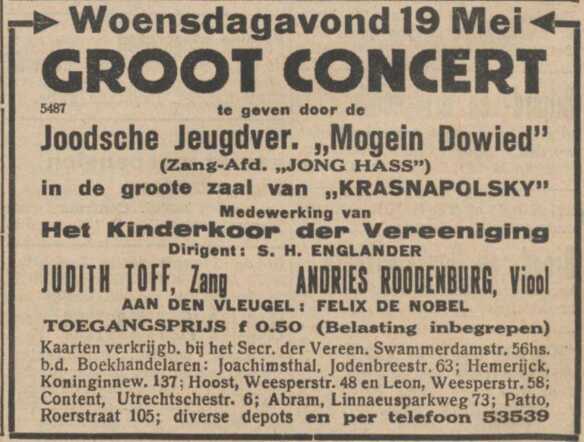 Woensdagavond 19 Mei
GROOT CONCERT
5487 te geven door de
Joodsche Jeugdver. „Mogein Dowied"
(Zang-Afd. „JONG HASS")
in de groote zaal van „KRASNAPOLSKY"
Medewerking van
Het Kinderkoor der Vereeniging
Dirigent: S. H. ENGLANDER
JUDITH TOFF, Zang ANDRIES ROODENBURG, Viool
AAN DEN VLEUGEL: FELIX DE NOBEL
TOEGANGSPRIJS f 0.50 (Belasting inbegrepen)
Kaarten verkrijgb. bij het Secr. der Vereen. Swammerdamstr. 56hs.
b.d. Boekhandelaren: Joachimsthal, Jodenbreestr. 63; Hemerijck,
Koninginnew. 137; Hoost, Weesperstr. 48 en Leon, Weesperstr. 58;
Content, Utrechtschestr. 6; Abram, Linnaeusparkweg 73; Patto,
Roerstraat 105; diverse depots en per telefoon 53539